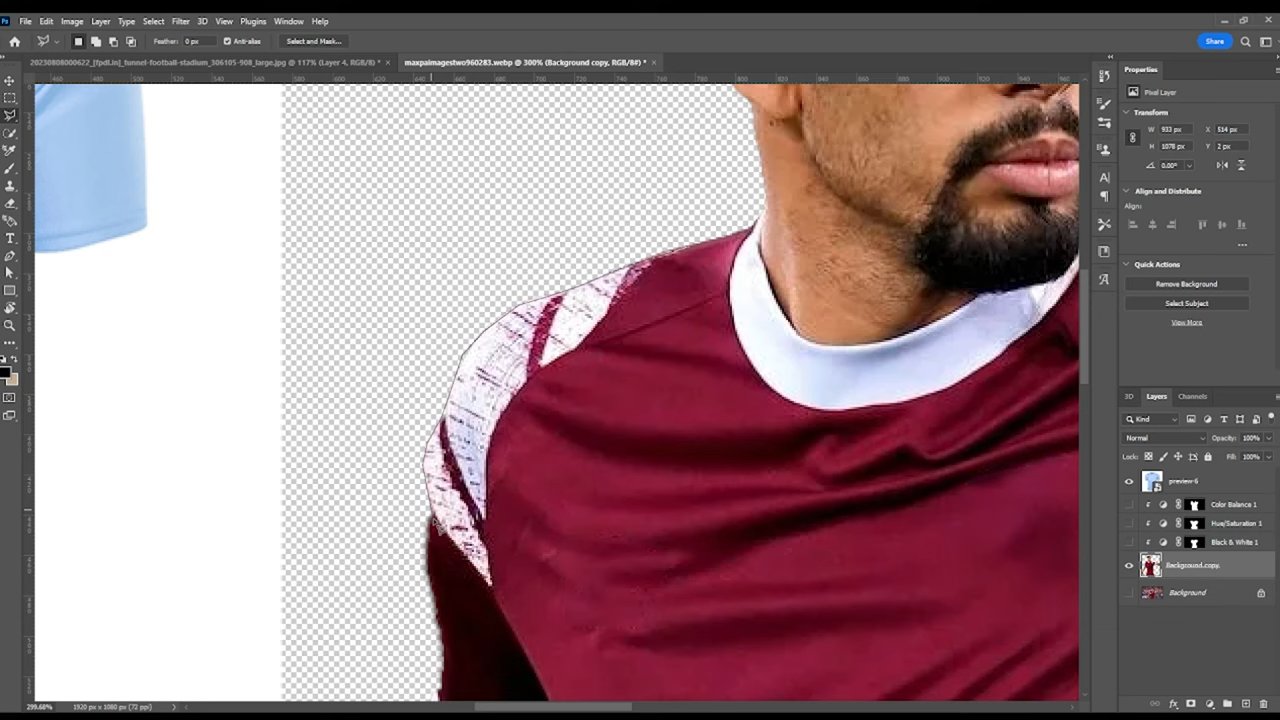 Ps File Edit Image Layer Type Select Filter 3D View Plugins Window Help
Feather: 0 px Anti-alias Select and Mask... Share
20230808000622_[fpdl.in]_tunnel-football-stadium_306105-908_large.jpg @ 117% (Layer 4, RGB/8) * × maxpaimagestwo960283.webp @ 300% (Background copy, RGB/8#) * ×
Properties
Pixel Layer
Transform
W 933 px X 514 px
H 1078 px Y 2 px
0.00°
Align and Distribute
Align:
Quick Actions
Remove Background
Select Subject
View More
3D Layers Channels
Kind
Normal Opacity: 100%
Lock: Fill: 100%
preview-6
Color Balance 1
Hue/Saturation 1
Black & White 1
Background copy
Background
299.68% 1920 px x 1080 px (72 ppi)